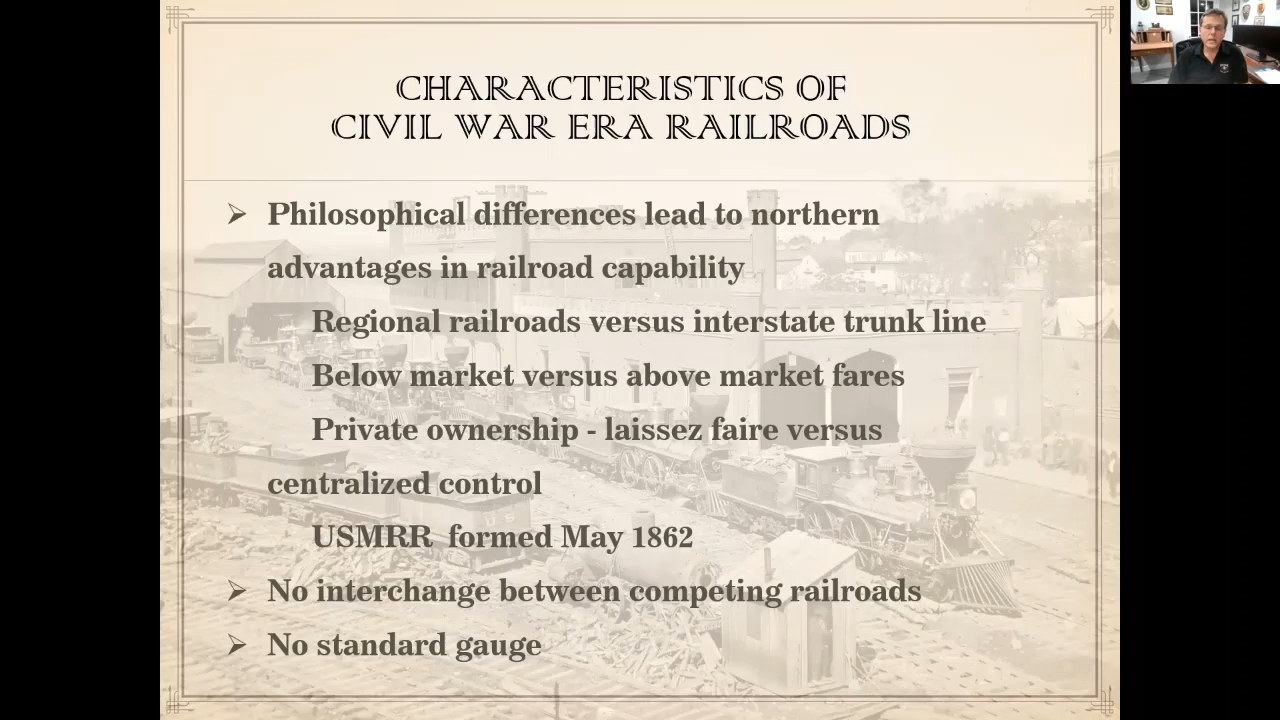 CHARACTERISTICS OF
CIVIL WAR ERA RAILROADS
➢ Philosophical differences lead to northern
advantages in railroad capability
Regional railroads versus interstate trunk line
Below market versus above market fares
Private ownership - laissez faire versus
centralized control
USMRR formed May 1862
➢ No interchange between competing railroads
➢ No standard gauge